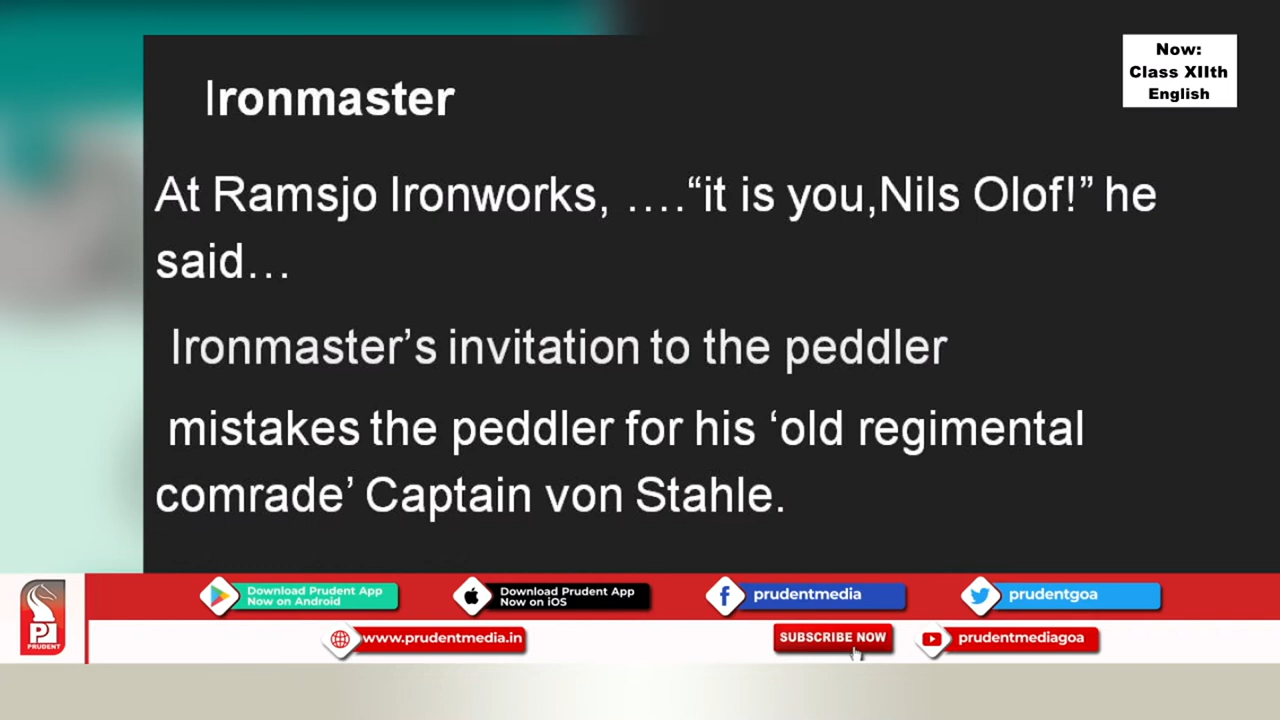 Now:
Class XIIth
English
Ironmaster
At Ramsjo Ironworks, ….“it is you,Nils Olof!” he
said…
Ironmaster’s invitation to the peddler
mistakes the peddler for his ‘old regimental
comrade’ Captain von Stahle.
Download Prudent App
Now on Android
Download Prudent App
Now on iOS
prudentmedia
prudentgoa
PRUDENT
www.prudentmedia.in
SUBSCRIBE NOW
prudentmediagoa